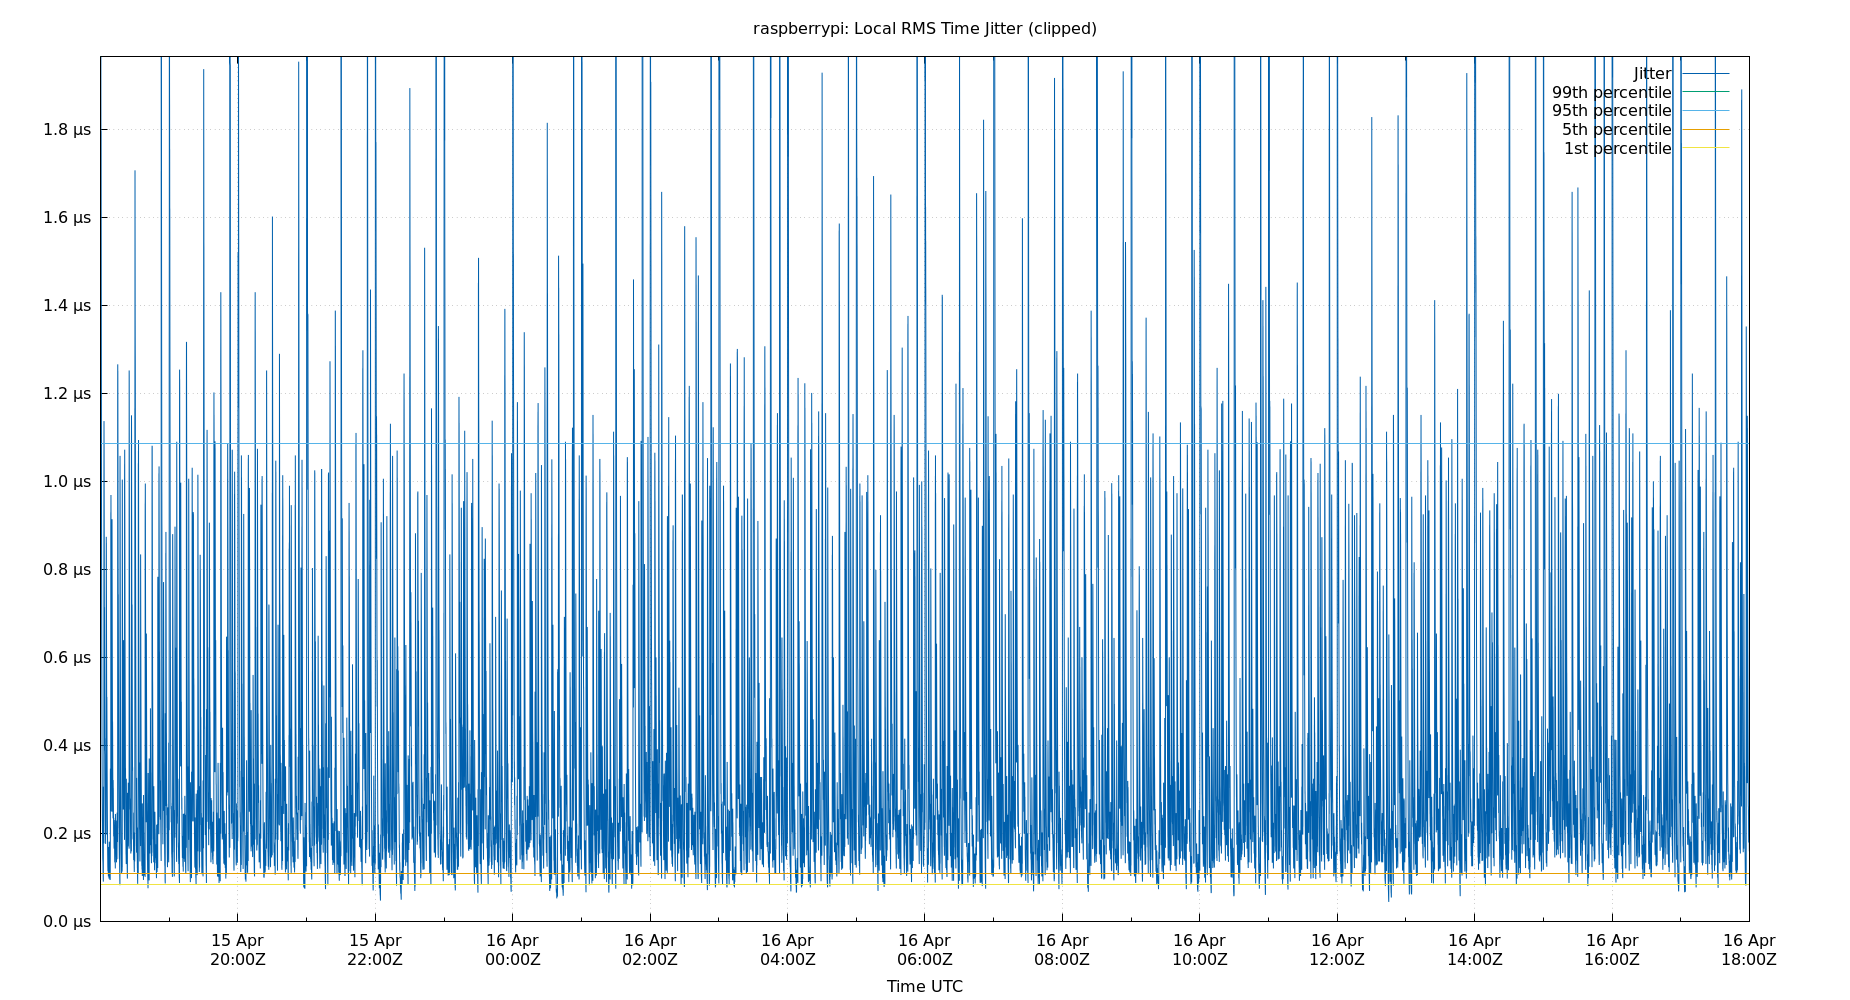 raspberrypi: Local RMS Time Jitter (clipped)
Jitter
99th percentile
95th percentile
5th percentile
1st percentile
1.8 µs
1.6 µs
1.4 µs
1.2 µs
1.0 µs
0.8 µs
0.6 µs
0.4 µs
0.2 µs
0.0 µs
15 Apr 15 Apr 16 Apr 16 Apr 16 Apr 16 Apr 16 Apr 16 Apr 16 Apr 16 Apr 16 Apr 16 Apr
20:00Z 22:00Z 00:00Z 02:00Z 04:00Z 06:00Z 08:00Z 10:00Z 12:00Z 14:00Z 16:00Z 18:00Z
Time UTC